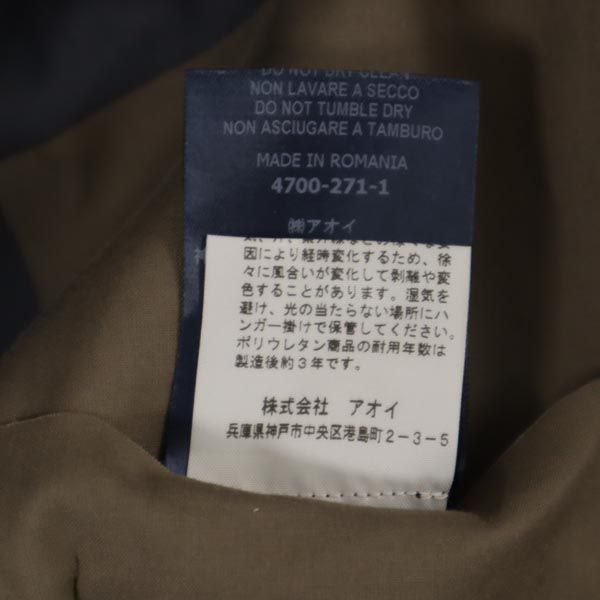 DO NOT DRY CLEAN
NON LAVARE A SECCO
DO NOT TUMBLE DRY
NON ASCIUGARE A TAMBURO
MADE IN ROMANIA
4700-271-1
㈱アオイ
因により経時変化するため、徐
々に風合いが変化して剥離や変
色することがあります。湿気を
避け、光の当たらない場所にハ
ンガー掛けで保管してください。
ポリウレタン商品の耐用年数は
製造後約3年です。
株式会社 アオイ
兵庫県神戸市中央区港島町2-3-5